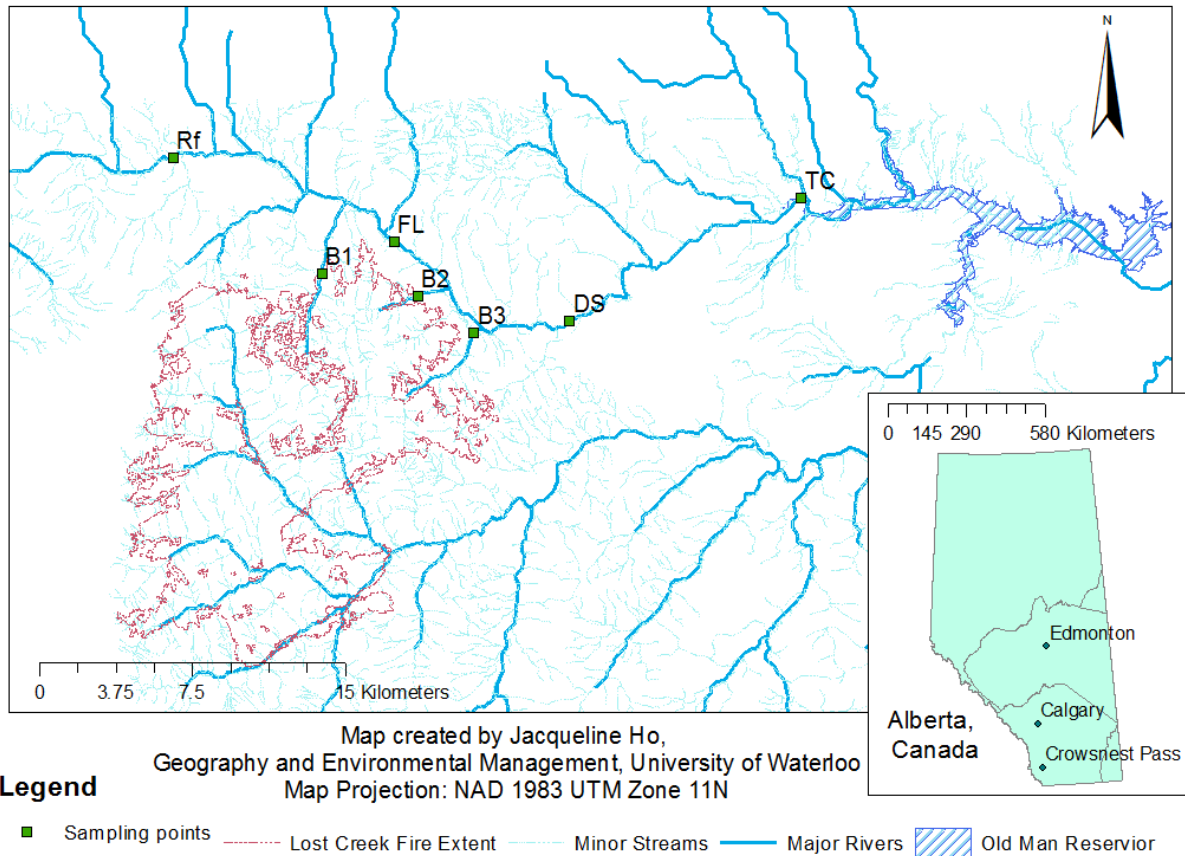 N
Rf
TC
FL
B1
B2
B3
DS
0 145 290 580 Kilometers
Edmonton
Calgary
Alberta,
Canada
Crowsnest Pass
0 3.75 7.5 15 Kilometers
Map created by Jacqueline Ho,
Geography and Environmental Management, University of Waterloo
Map Projection: NAD 1983 UTM Zone 11N
Legend
Sampling points Lost Creek Fire Extent Minor Streams Major Rivers Old Man Reservior